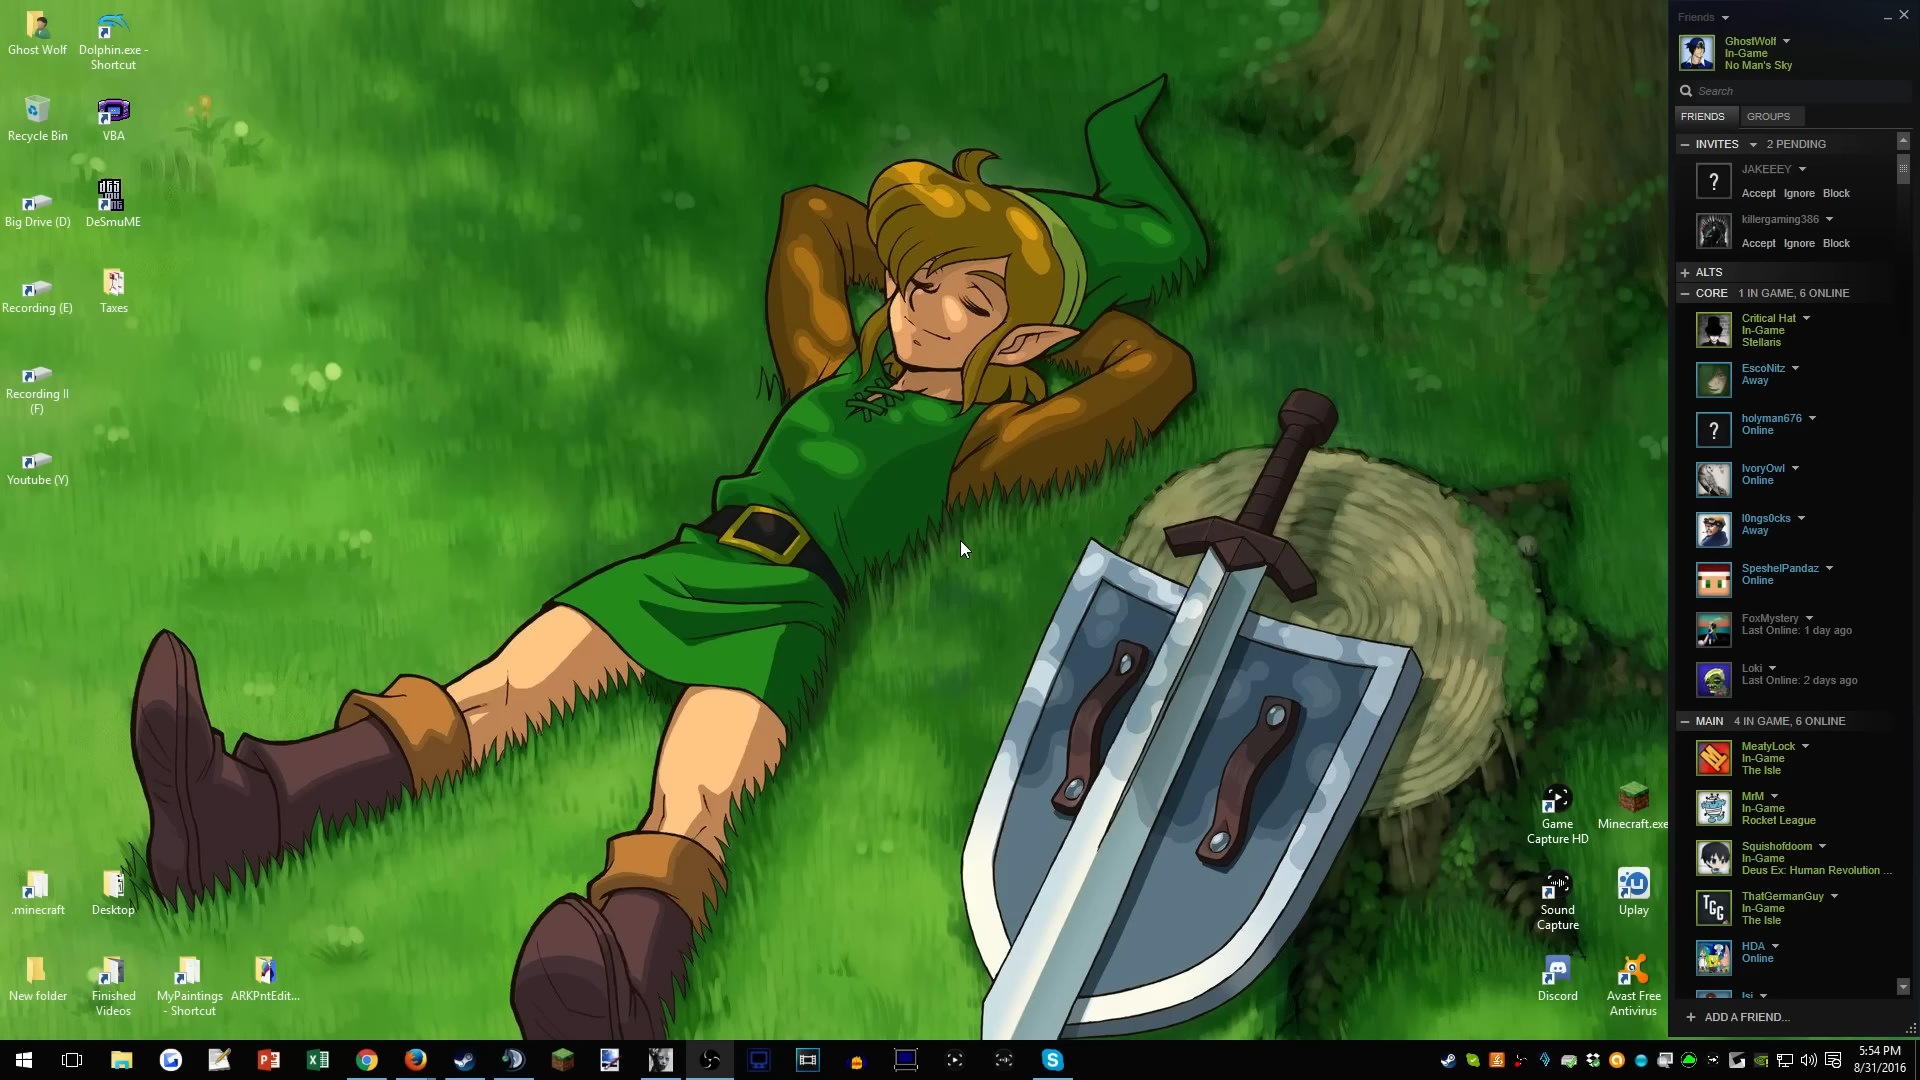 Ghost Wolf
Dolphin.exe -
Shortcut
Recycle Bin
VBA
Big Drive (D)
DeSmuME
Recording (E)
Taxes
Recording II
(F)
Youtube (Y)
.minecraft
Desktop
New folder
Finished
Videos
MyPaintings
- Shortcut
ARKPntEdit...
Game
Capture HD
Minecraft.exe
Sound
Capture
Uplay
Discord
Avast Free
Antivirus
Friends
GhostWolf
In-Game
No Man's Sky
Search
FRIENDS
GROUPS
INVITES
2 PENDING
JAKEEEY
Accept Ignore Block
killergaming386
Accept Ignore Block
ALTS
CORE 1 IN GAME, 6 ONLINE
Critical Hat
In-Game
Stellaris
EscoNitz
Away
holyman676
Online
IvoryOwl
Online
l0ngs0cks
Away
SpeshelPandaz
Online
FoxMystery
Last Online: 1 day ago
Loki
Last Online: 2 days ago
MAIN 4 IN GAME, 6 ONLINE
MeatyLock
In-Game
The Isle
MrM
In-Game
Rocket League
Squishofdoom
In-Game
Deus Ex: Human Revolution ...
TGG
ThatGermanGuy
In-Game
The Isle
HDA
Online
+ ADD A FRIEND...
5:54 PM
8/31/2016